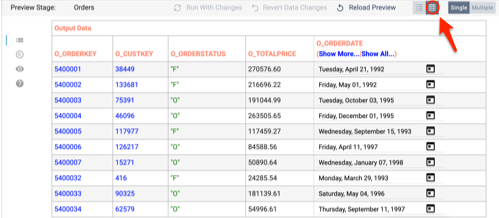 Preview Stage: Orders Run With Changes Revert Data Changes Reload Preview Single Multiple
Output Data
O_ORDERKEY O_CUSTKEY O_ORDERSTATUS O_TOTALPRICE O_ORDERDATE
(Show More...|Show All...)
5400001 38449 "F" 270576.60 Tuesday, April 21, 1992
5400002 133681 "F" 216696.22 Friday, May 01, 1992
5400003 75391 "O" 191044.99 Tuesday, October 03, 1995
5400004 46096 "O" 263505.65 Friday, December 01, 1995
5400005 117977 "F" 117459.27 Wednesday, September 15, 1993
5400006 126217 "O" 84588.56 Friday, April 11, 1997
5400007 15271 "O" 50890.64 Wednesday, January 07, 1998
5400032 416 "F" 24285.54 Monday, March 29, 1993
5400033 90325 "O" 181139.61 Saturday, May 04, 1996
5400034 62579 "O" 54996.61 Thursday, September 11, 1997